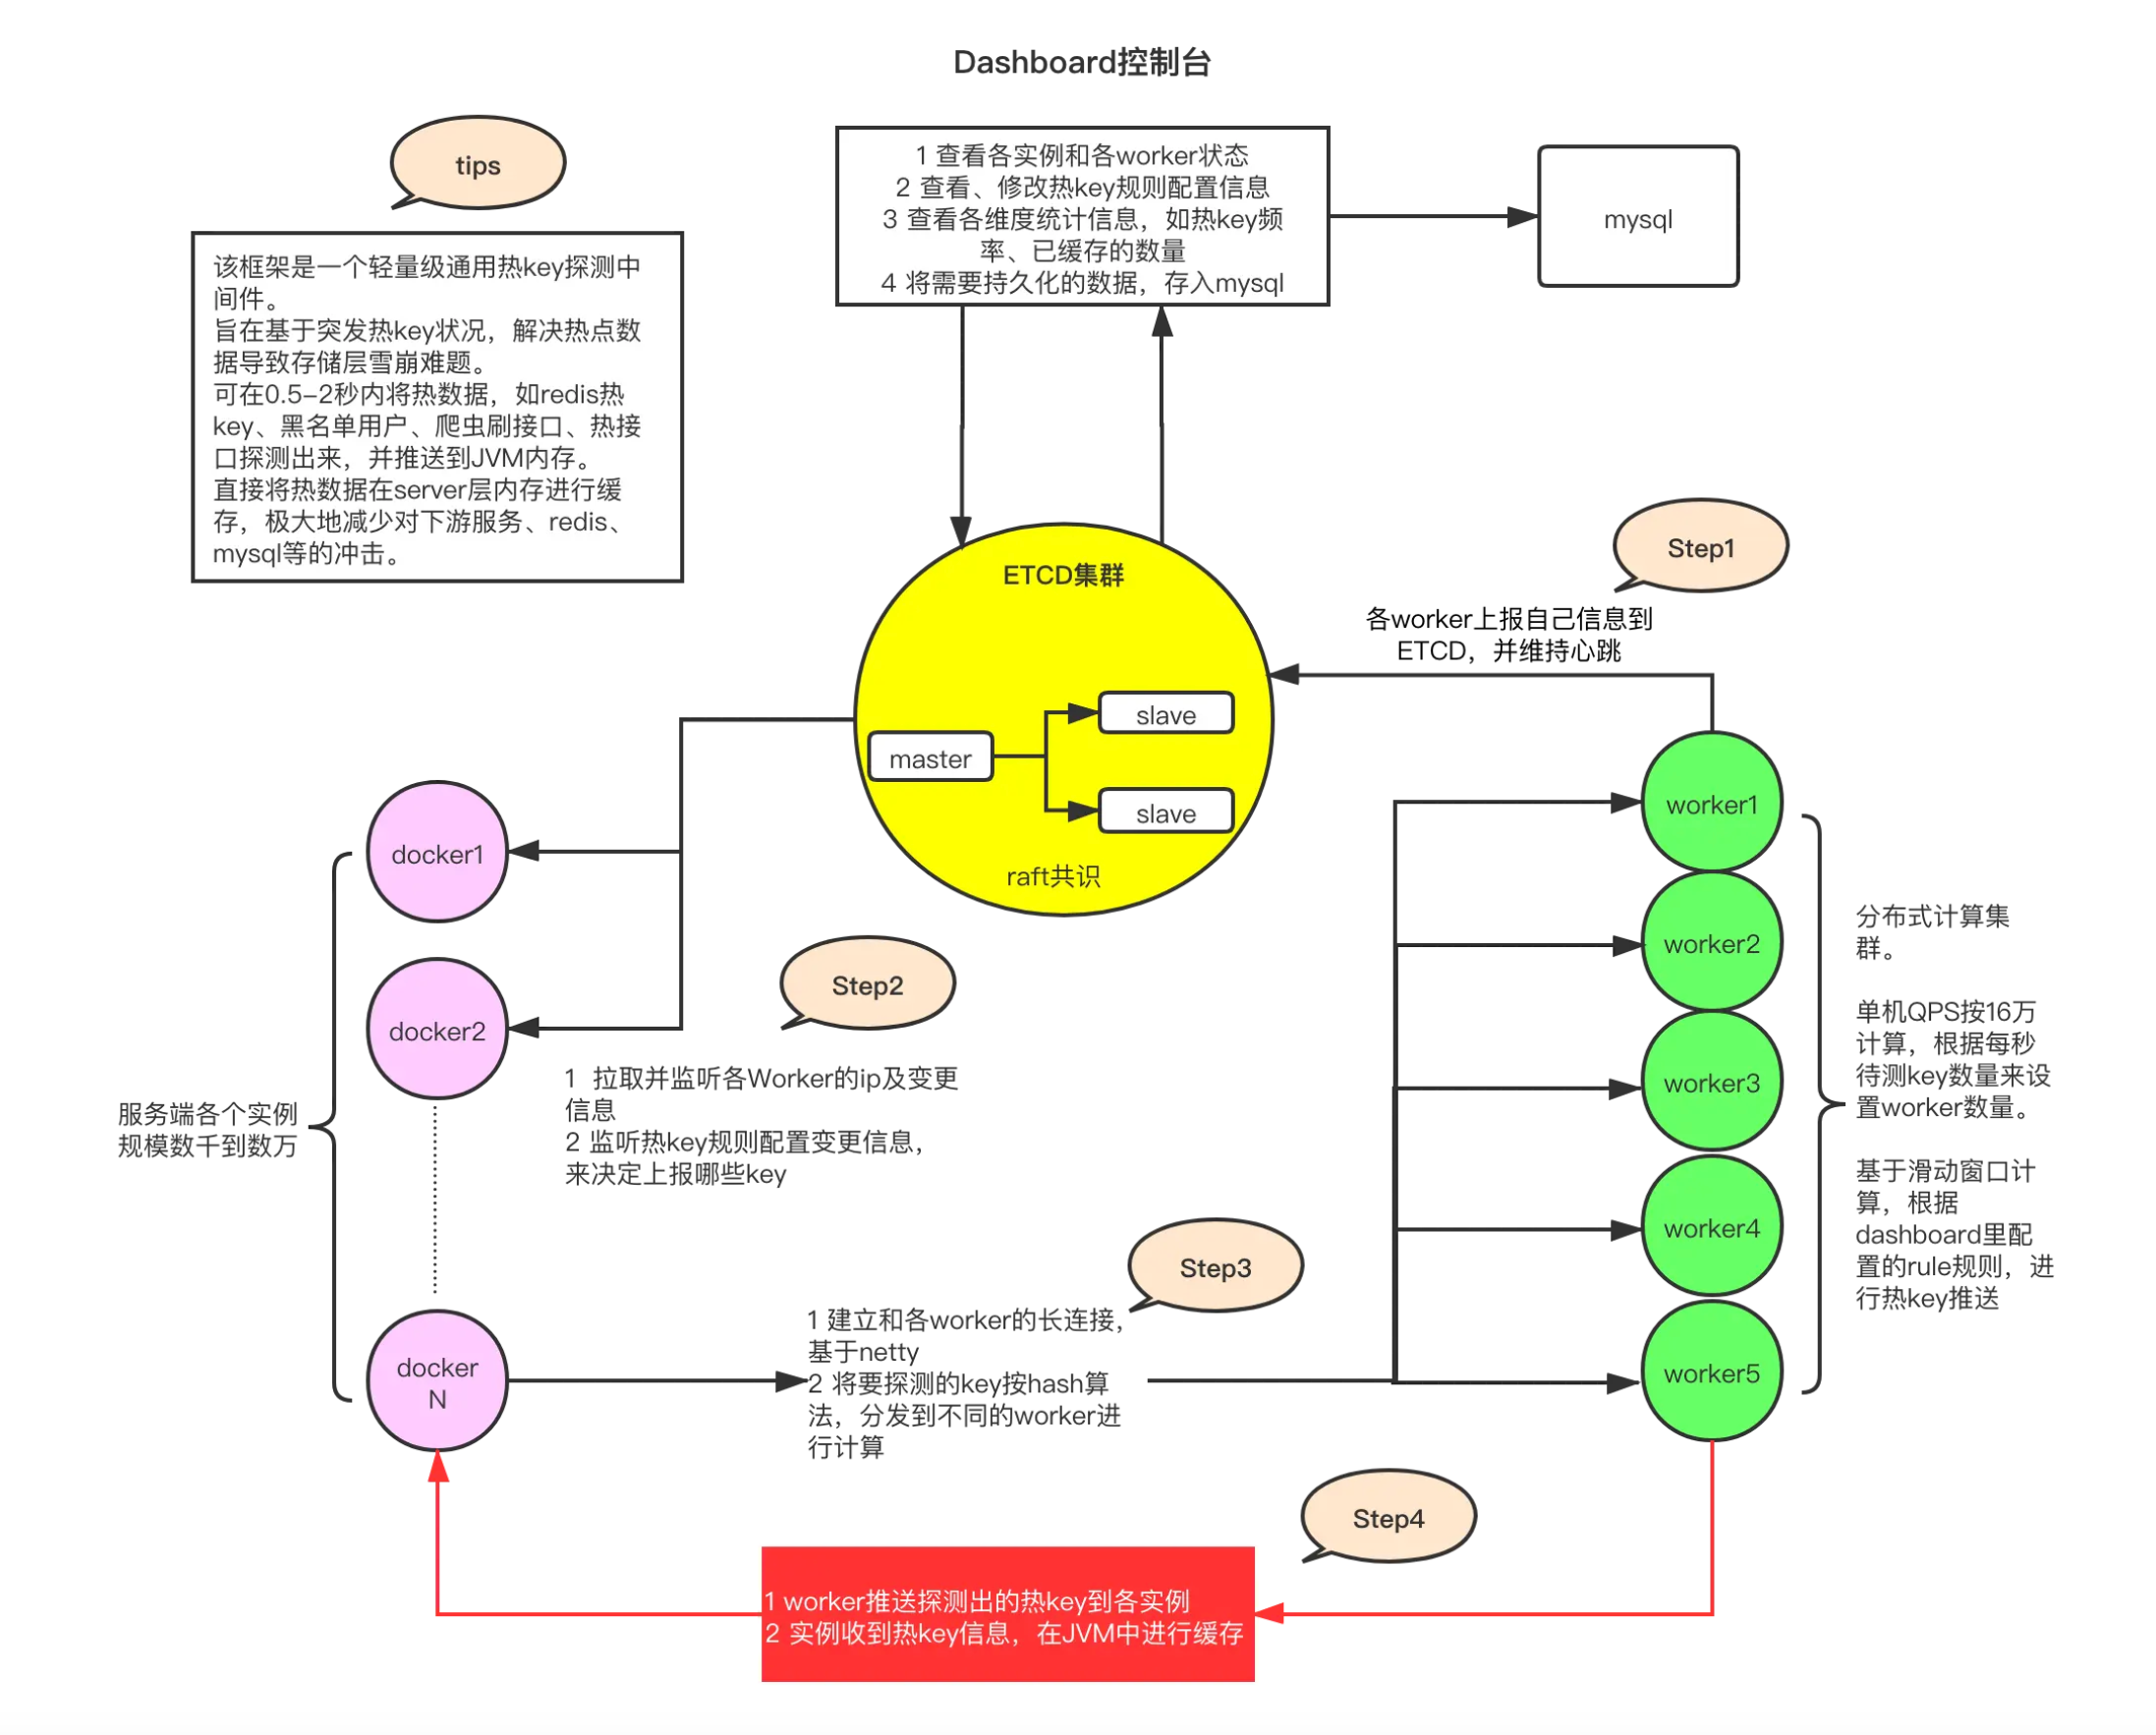 Dashboard控制台
tips
1 查看各实例和各worker状态
2 查看、修改热key规则配置信息
3 查看各维度统计信息，如热key频
率、已缓存的数量
4 将需要持久化的数据，存入mysql
mysql
该框架是一个轻量级通用热key探测中
间件。
旨在基于突发热key状况，解决热点数
据导致存储层雪崩难题。
可在0.5-2秒内将热数据，如redis热
key、黑名单用户、爬虫刷接口、热接
口探测出来，并推送到JVM内存。
直接将热数据在server层内存进行缓
存，极大地减少对下游服务、redis、
mysql等的冲击。
Step1
各worker上报自己信息到
ETCD，并维持心跳
ETCD集群
master
slave
slave
raft共识
docker1
docker2
docker
N
服务端各个实例
规模数千到数万
Step2
1 拉取并监听各Worker的ip及变更
信息
2 监听热key规则配置变更信息，
来决定上报哪些key
Step3
1 建立和各worker的长连接，
基于netty
2 将要探测的key按hash算
法，分发到不同的worker进
行计算
worker1
worker2
worker3
worker4
worker5
分布式计算集
群。
单机QPS按16万
计算，根据每秒
待测key数量来设
置worker数量。
基于滑动窗口计
算，根据
dashboard里配
置的rule规则，进
行热key推送
Step4
1 worker推送探测出的热key到各实例
2 实例收到热key信息，在JVM中进行缓存